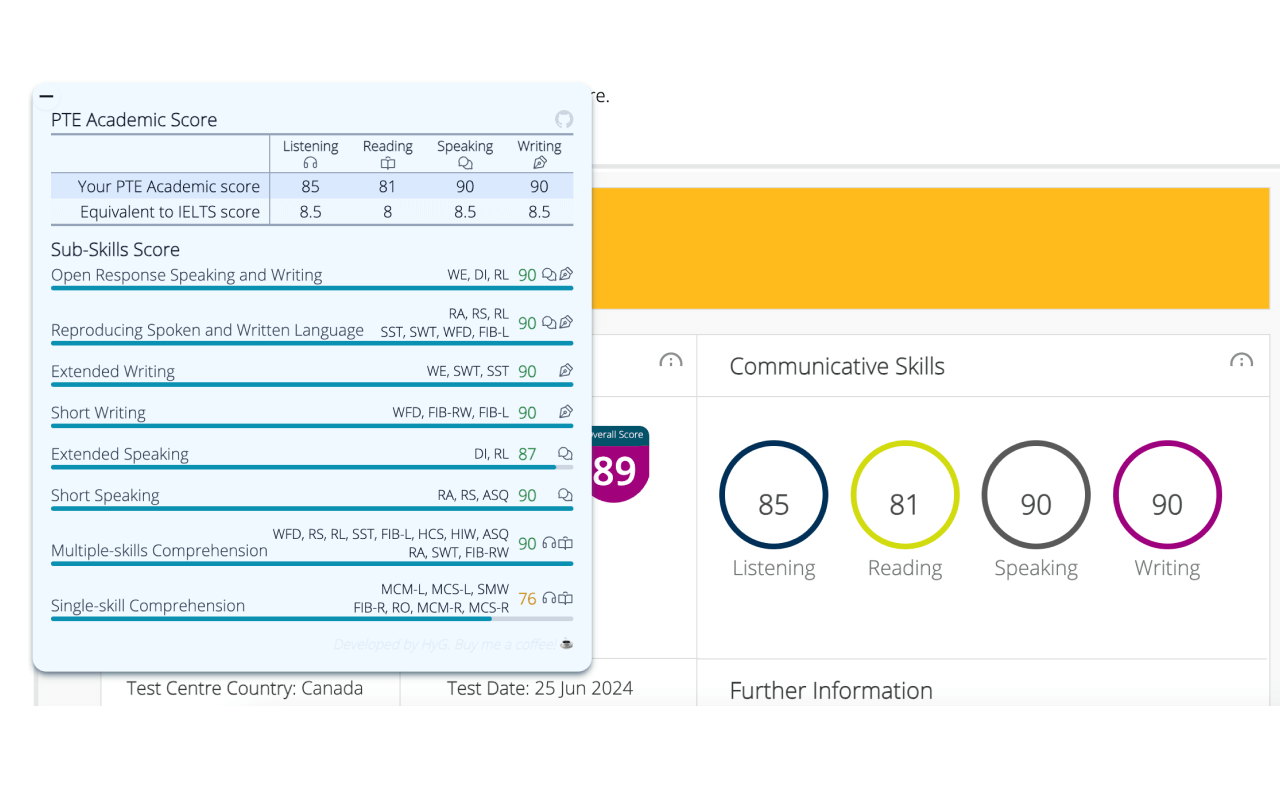 re.
PTE Academic Score
Listening Reading Speaking Writing
Your PTE Academic score 85 81 90 90
Equivalent to IELTS score 8.5 8 8.5 8.5
Sub-Skills Score
Open Response Speaking and Writing WE, DI, RL 90
RA, RS, RL
Reproducing Spoken and Written Language SST, SWT, WFD, FIB-L 90
Extended Writing WE, SWT, SST 90
Short Writing WFD, FIB-RW, FIB-L 90
Extended Speaking DI, RL 87
Short Speaking RA, RS, ASQ 90
WFD, RS, RL, SST, FIB-L, HCS, HIW, ASQ
Multiple-skills Comprehension RA, SWT, FIB-RW 90
MCM-L, MCS-L, SMW
Single-skill Comprehension FIB-R, RO, MCM-R, MCS-R 76
Developed by HyG. Buy me a coffee!
verall Score
89
Communicative Skills
85 81 90 90
Listening Reading Speaking Writing
Test Centre Country: Canada
Test Date: 25 Jun 2024
Further Information